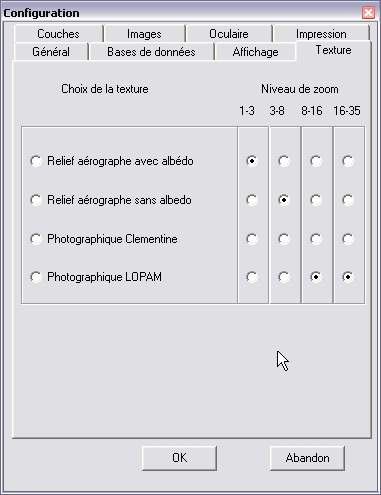 Configuration
Couches Images Oculaire Impression
Général Bases de données Affichage Texture
Choix de la texture Niveau de zoom
1-3 3-8 8-16 16-35
Relief aérographe avec albédo
Relief aérographe sans albedo
Photographique Clementine
Photographique LOPAM
OK Abandon